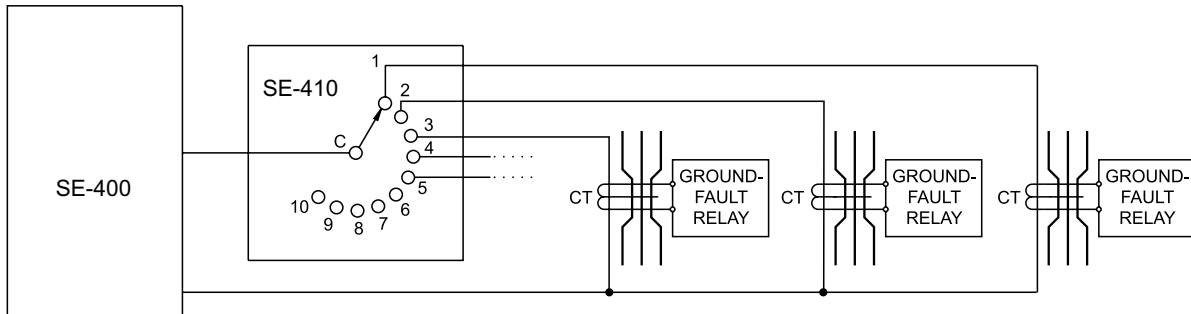 SE-400
SE-410
C
1
2
3
4
5
6
7
8
9
10
CT
GROUND-
FAULT
RELAY
CT
GROUND-
FAULT
RELAY
CT
GROUND-
FAULT
RELAY